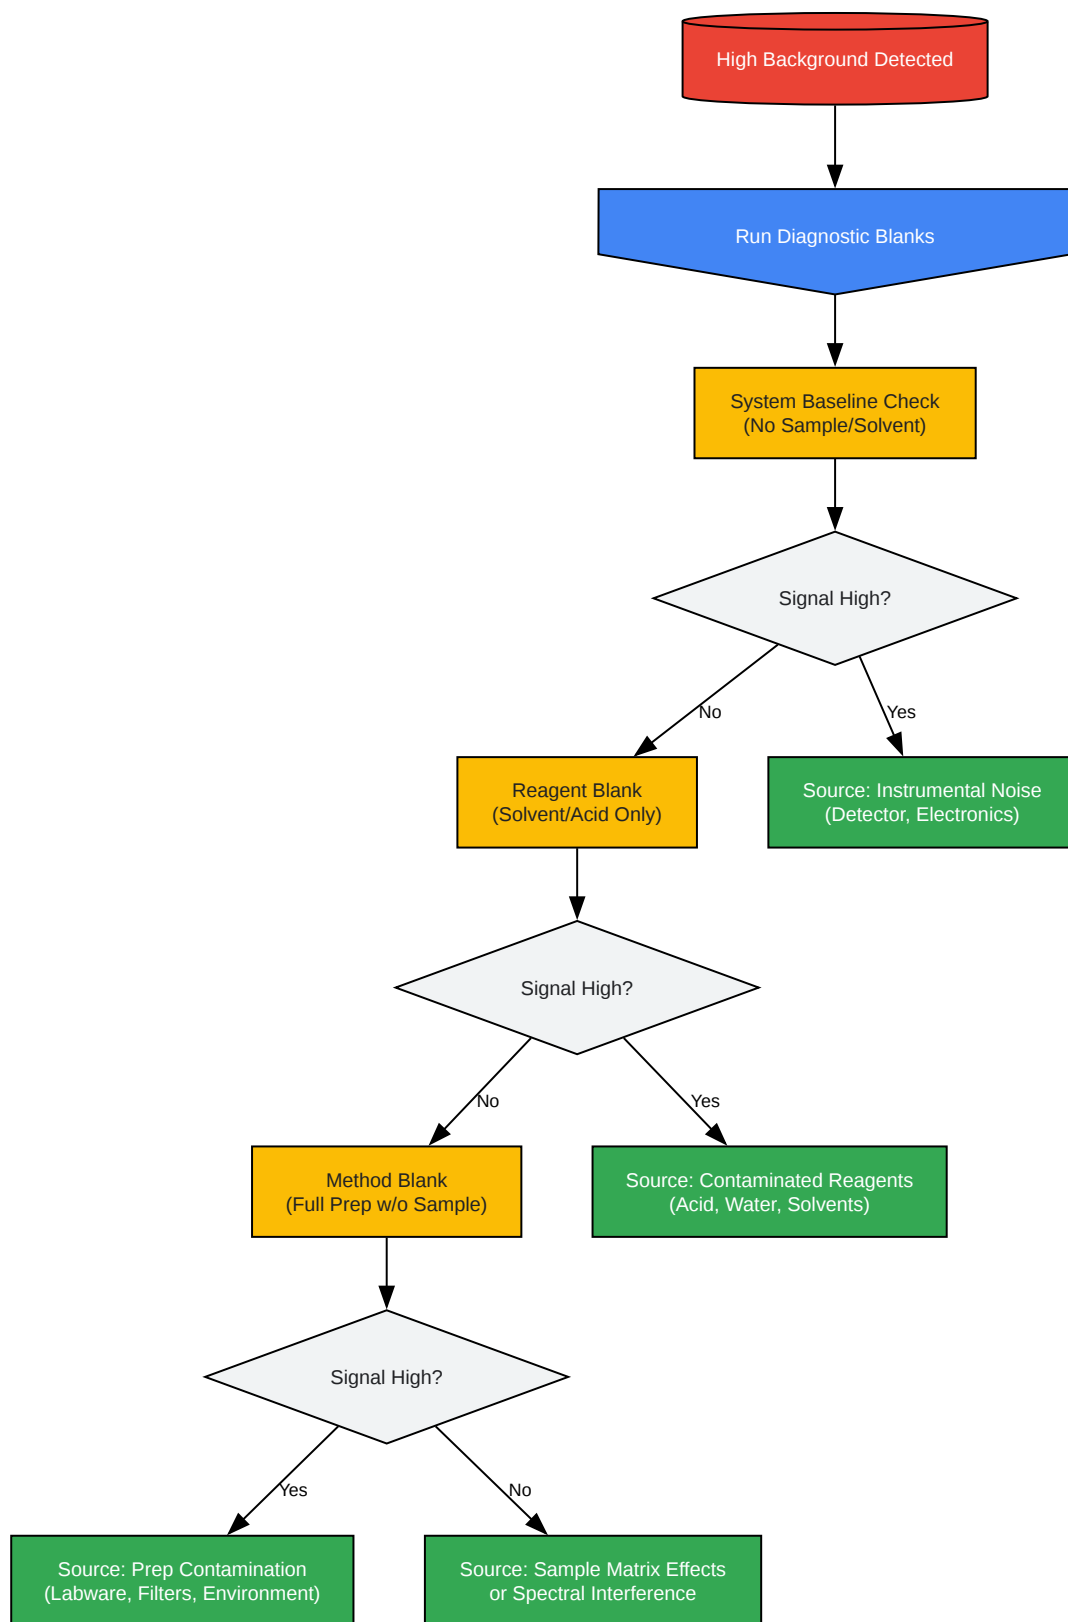 High Background Detected
Run Diagnostic Blanks
System Baseline Check
(No Sample/Solvent)
Signal High?
No
Yes
Reagent Blank
(Solvent/Acid Only)
Source: Instrumental Noise
(Detector, Electronics)
Signal High?
No
Yes
Method Blank
(Full Prep w/o Sample)
Source: Contaminated Reagents
(Acid, Water, Solvents)
Signal High?
Yes
No
Source: Prep Contamination
(Labware, Filters, Environment)
Source: Sample Matrix Effects
or Spectral Interference